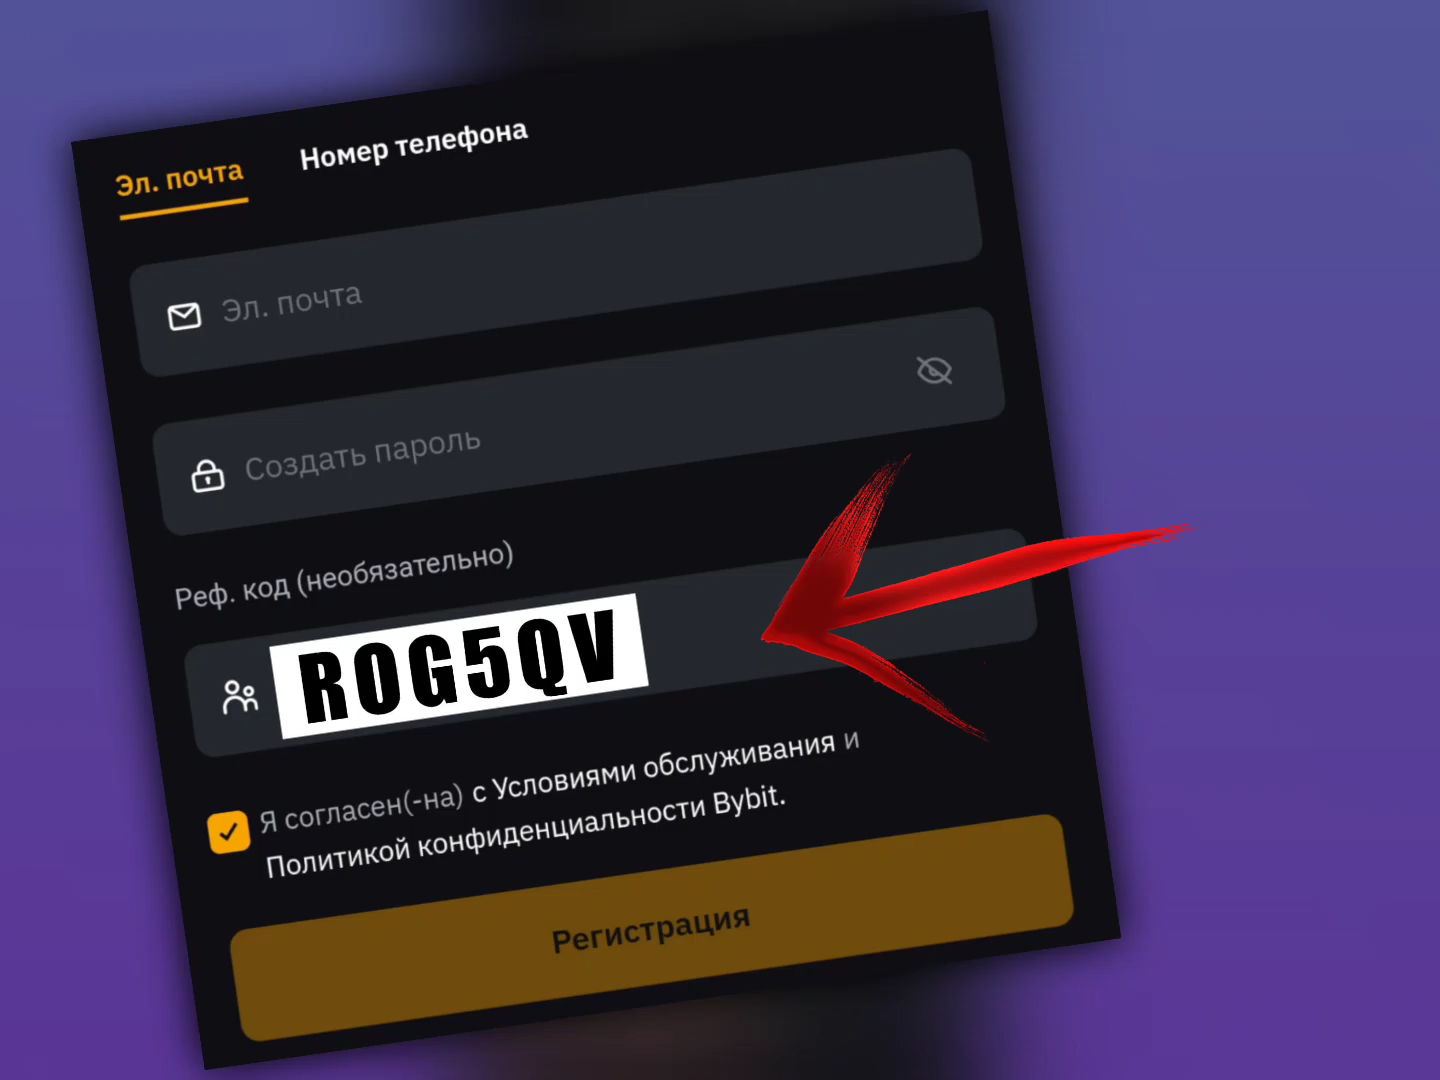 Эл. почта
Номер телефона
Эл. почта
Создать пароль
Реф. код (необязательно)
ROG5QV
Я согласен(-на) с Условиями обслуживания и
Политикой конфиденциальности Bybit.
Регистрация